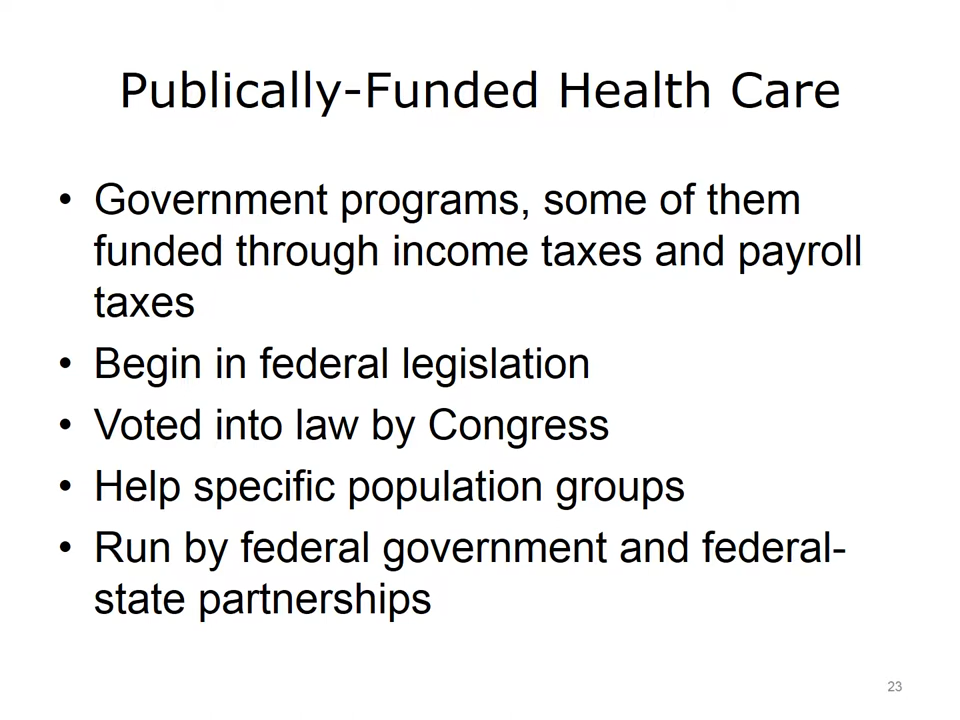 Publically-Funded Health Care
• Government programs, some of them
funded through income taxes and payroll
taxes
• Begin in federal legislation
• Voted into law by Congress
• Help specific population groups
• Run by federal government and federal-
state partnerships
23